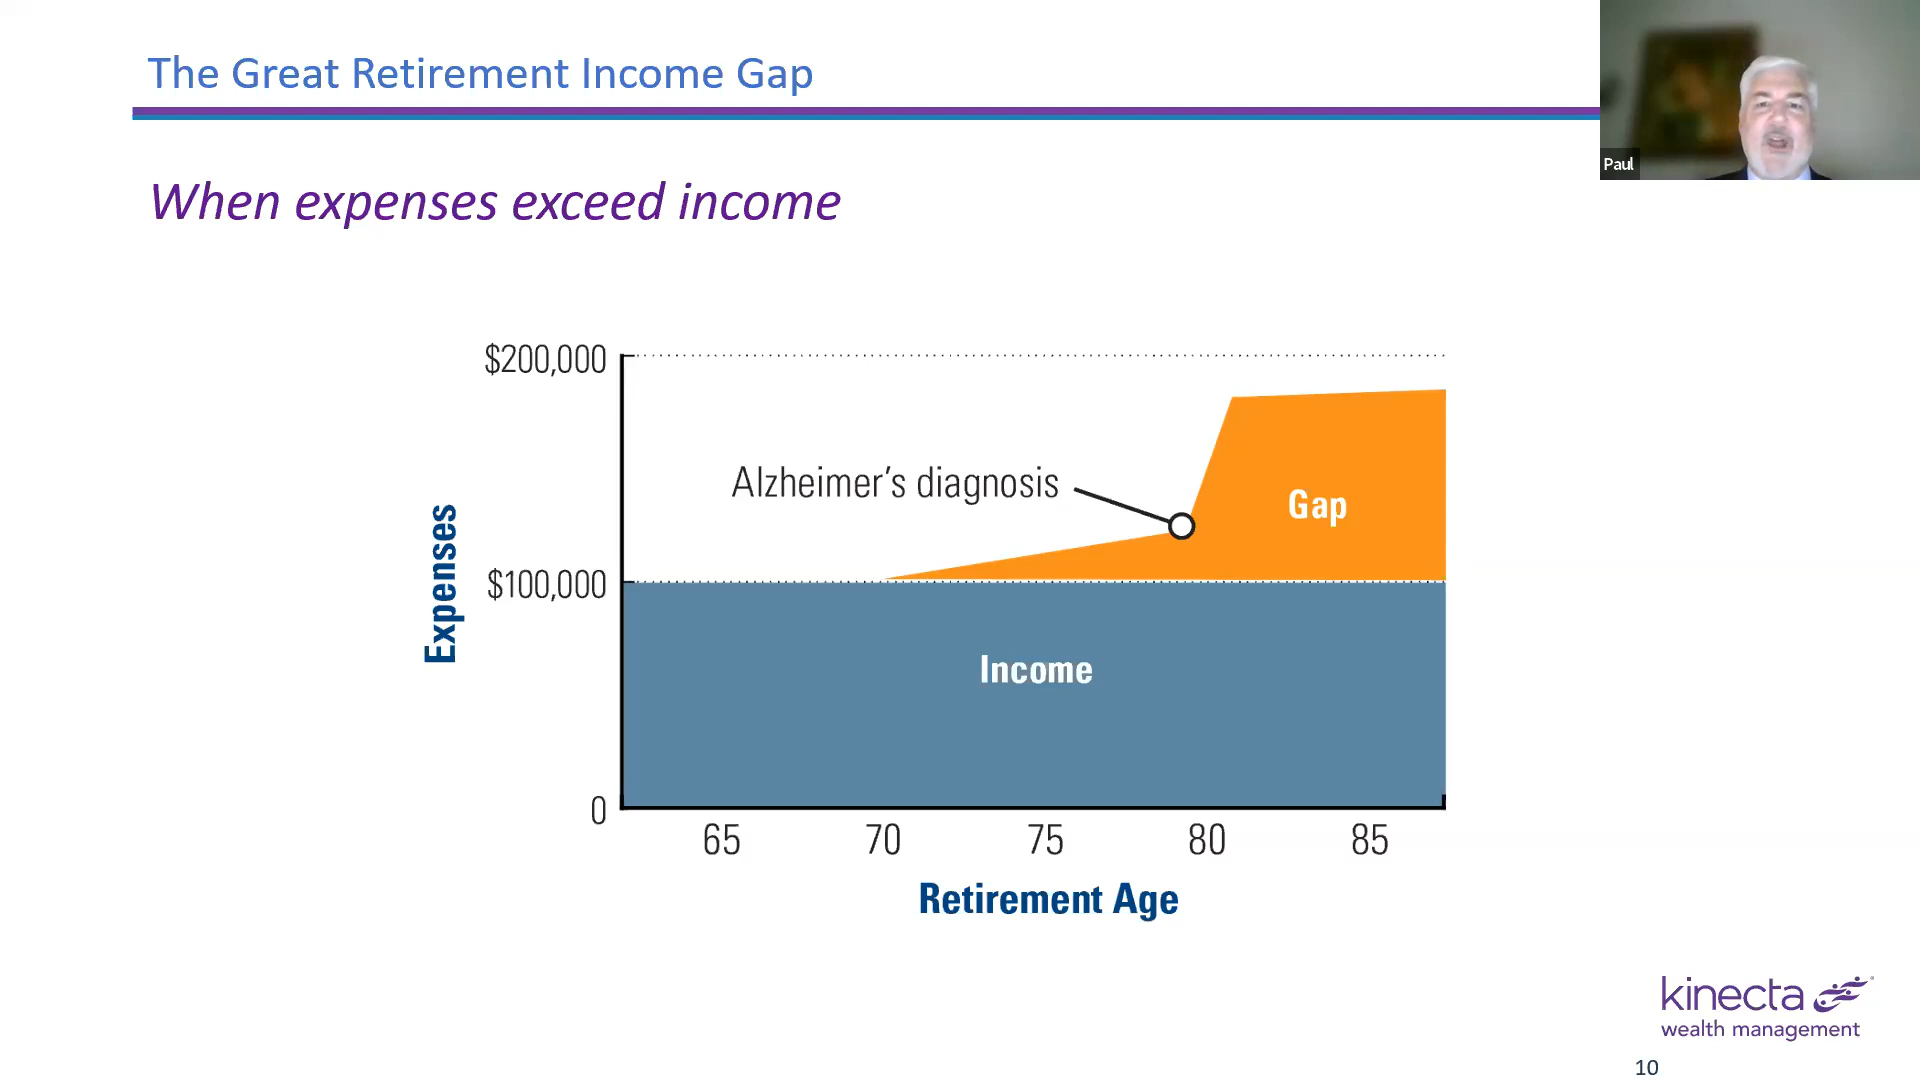 The Great Retirement Income Gap
Paul
When expenses exceed income
$200,000
Alzheimer’s diagnosis
Gap
Expenses
$100,000
Income
0
65 70 75 80 85
Retirement Age
kinecta
wealth management
10